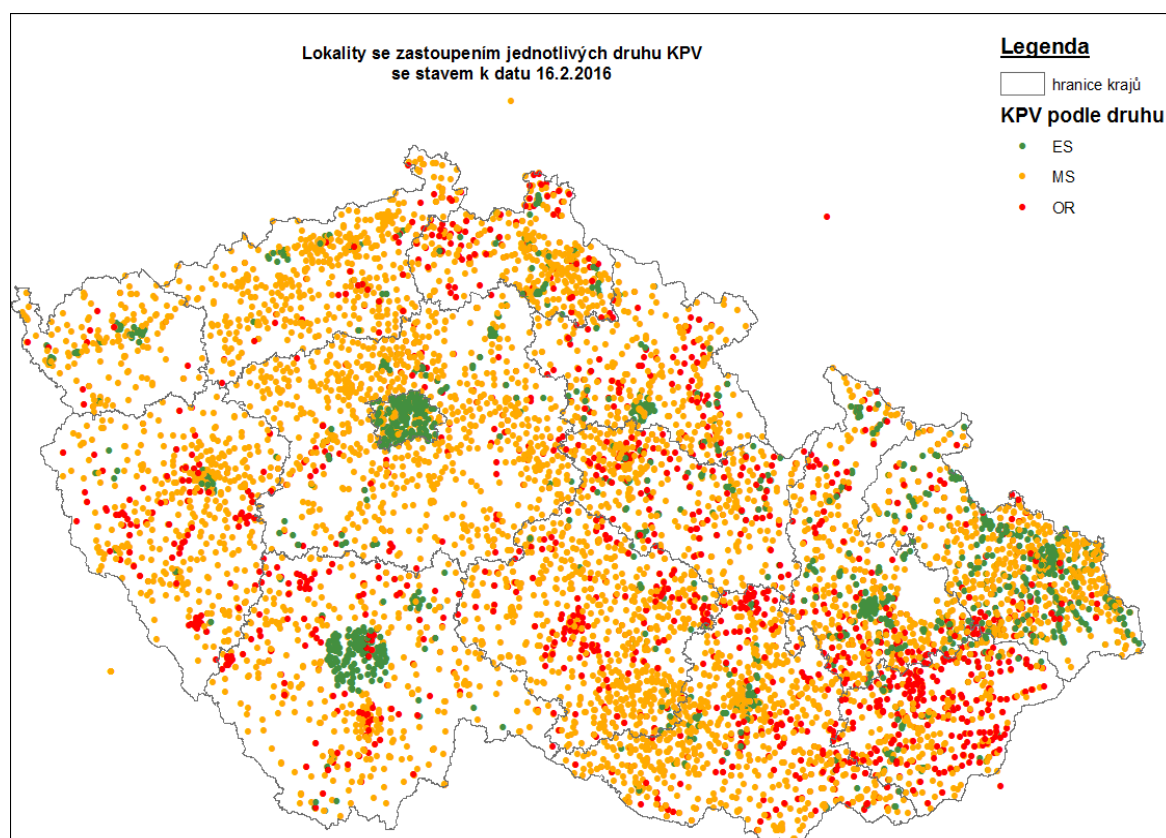 Lokality se zastoupením jednotlivých druhu KPV
se stavem k datu 16.2.2016
Legenda
hranice krajů
KPV podle druhu
ES
MS
OR